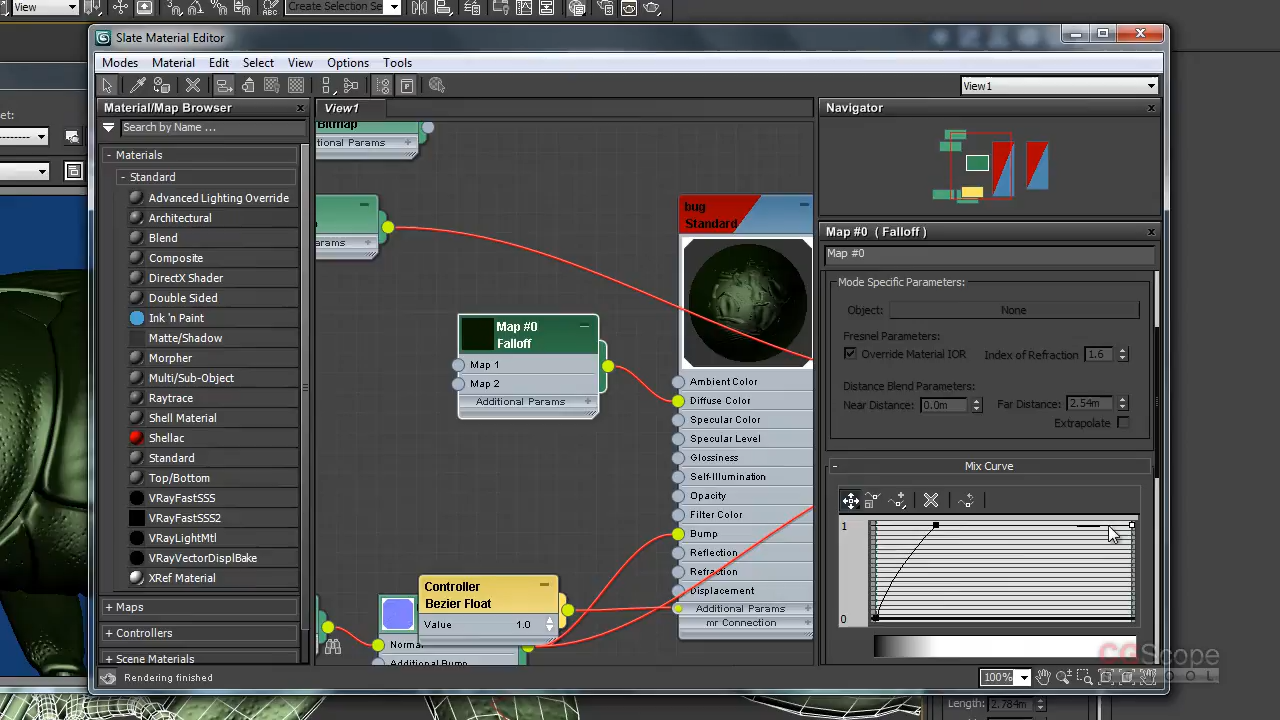 View
Create Selection Se
Slate Material Editor
Modes Material Edit Select View Options Tools
View1
Material/Map Browser
View1
Navigator
Search by Name ...
Bitmap
ditional Params +
- Materials
- Standard
Advanced Lighting Override
Architectural
Blend
Composite
DirectX Shader
Double Sided
Ink 'n Paint
Matte/Shadow
Morpher
Multi/Sub-Object
Raytrace
Shell Material
Shellac
Standard
Top/Bottom
VRayFastSSS
VRayFastSSS2
VRayLightMtl
VRayVectorDisplBake
XRef Material
+ Maps
+ Controllers
+ Scene Materials
Rendering finished
et:
arams +
Map #0
Falloff
Map 1
Map 2
Additional Params +
bug
Standard
Ambient Color
Diffuse Color
Specular Color
Specular Level
Glossiness
Self-Illumination
Opacity
Filter Color
Bump
Reflection
Refraction
Displacement
Additional Params +
mr Connection
Controller
Bezier Float
Value 1.0
Normal
Additional Bump
Map #0 ( Falloff )
Map #0
Mode Specific Parameters:
Object: None
Fresnel Parameters:
Override Material IOR Index of Refraction 1.6
Distance Blend Parameters:
Near Distance: 0.0m Far Distance: 2.54m
Extrapolate
- Mix Curve
1
0
CGScope
OOL
100%
Length: 2.784m